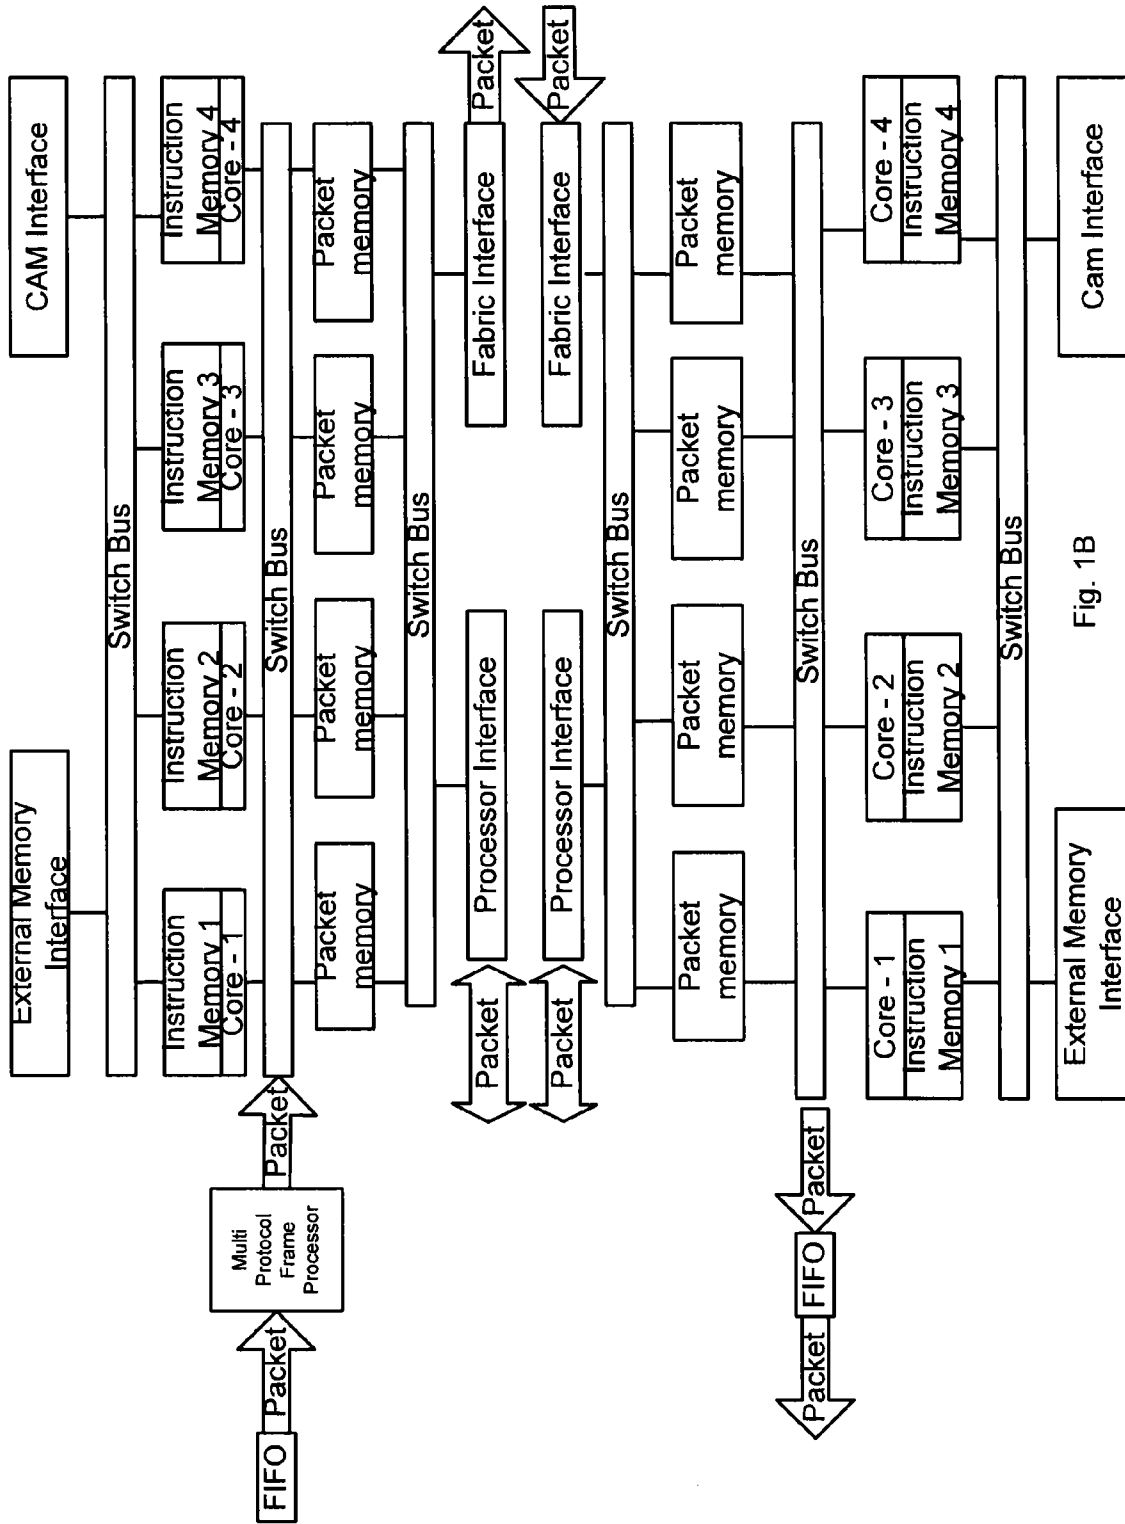 External Memory
Interface
CAM Interface
Switch Bus
Instruction
Memory 1
Core - 1
Instruction
Memory 2
Core - 2
Instruction
Memory 3
Core - 3
Instruction
Memory 4
Core - 4
FIFO
Packet
Multi
Protocol
Frame
Processor
Packet
Switch Bus
Packet
memory
Packet
memory
Packet
memory
Packet
memory
Switch Bus
Packet
Processor Interface
Fabric Interface
Packet
Packet
Processor Interface
Fabric Interface
Packet
Switch Bus
Packet
memory
Packet
memory
Packet
memory
Packet
memory
Packet
FIFO
Packet
Switch Bus
Core - 1
Instruction
Memory 1
Core - 2
Instruction
Memory 2
Core - 3
Instruction
Memory 3
Core - 4
Instruction
Memory 4
Switch Bus
External Memory
Interface
Cam Interface
Fig. 1B